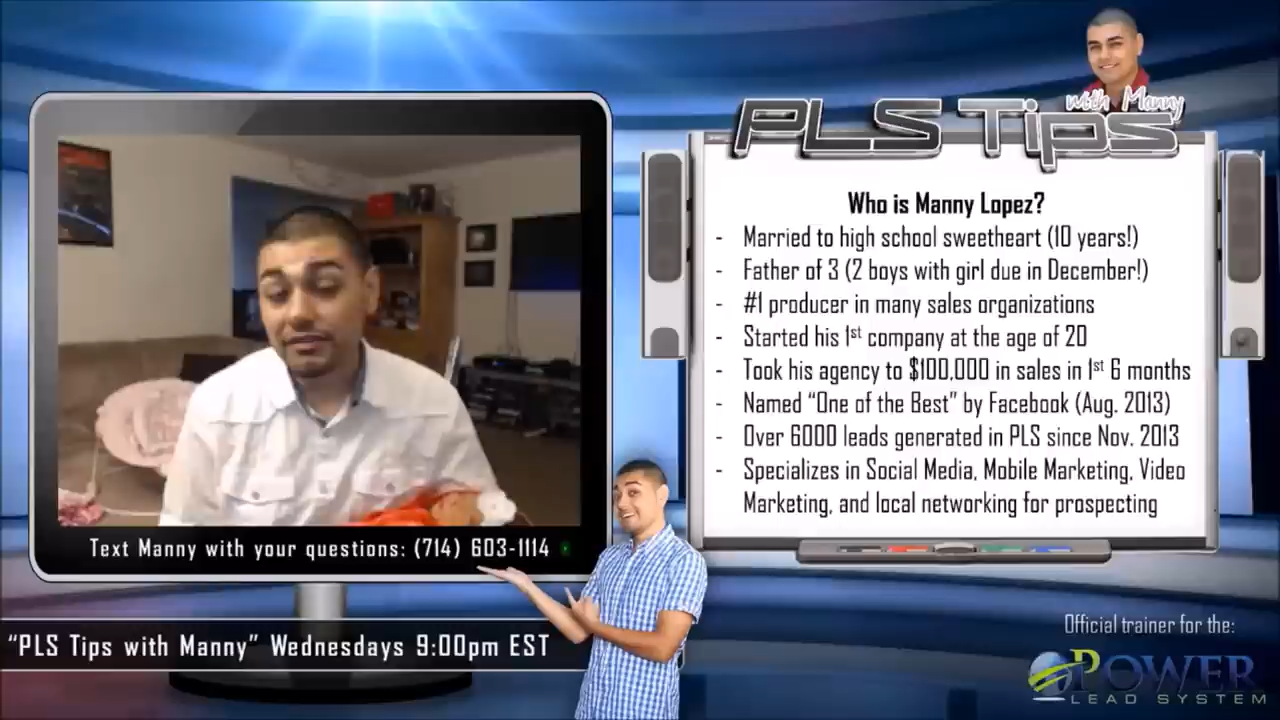 with Manny
PLS Tips
Who is Manny Lopez?
- Married to high school sweetheart (10 years!)
- Father of 3 (2 boys with girl due in December!)
- #1 producer in many sales organizations
- Started his 1st company at the age of 20
- Took his agency to $100,000 in sales in 1st 6 months
- Named “One of the Best” by Facebook (Aug. 2013)
- Over 6000 leads generated in PLS since Nov. 2013
- Specializes in Social Media, Mobile Marketing, Video
Marketing, and local networking for prospecting
Text Manny with your questions: (714) 603-1114
“PLS Tips with Manny” Wednesdays 9:00pm EST
Official trainer for the:
POWER
LEAD SYSTEM